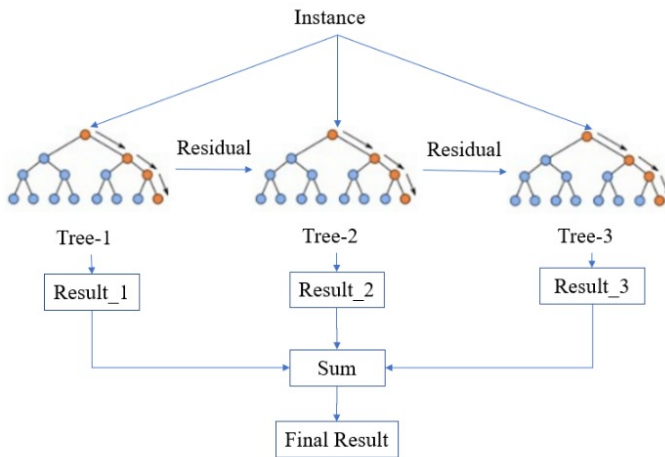 Instance
Residual
Residual
Tree-1
Tree-2
Tree-3
Result_1
Result_2
Result_3
Sum
Final Result